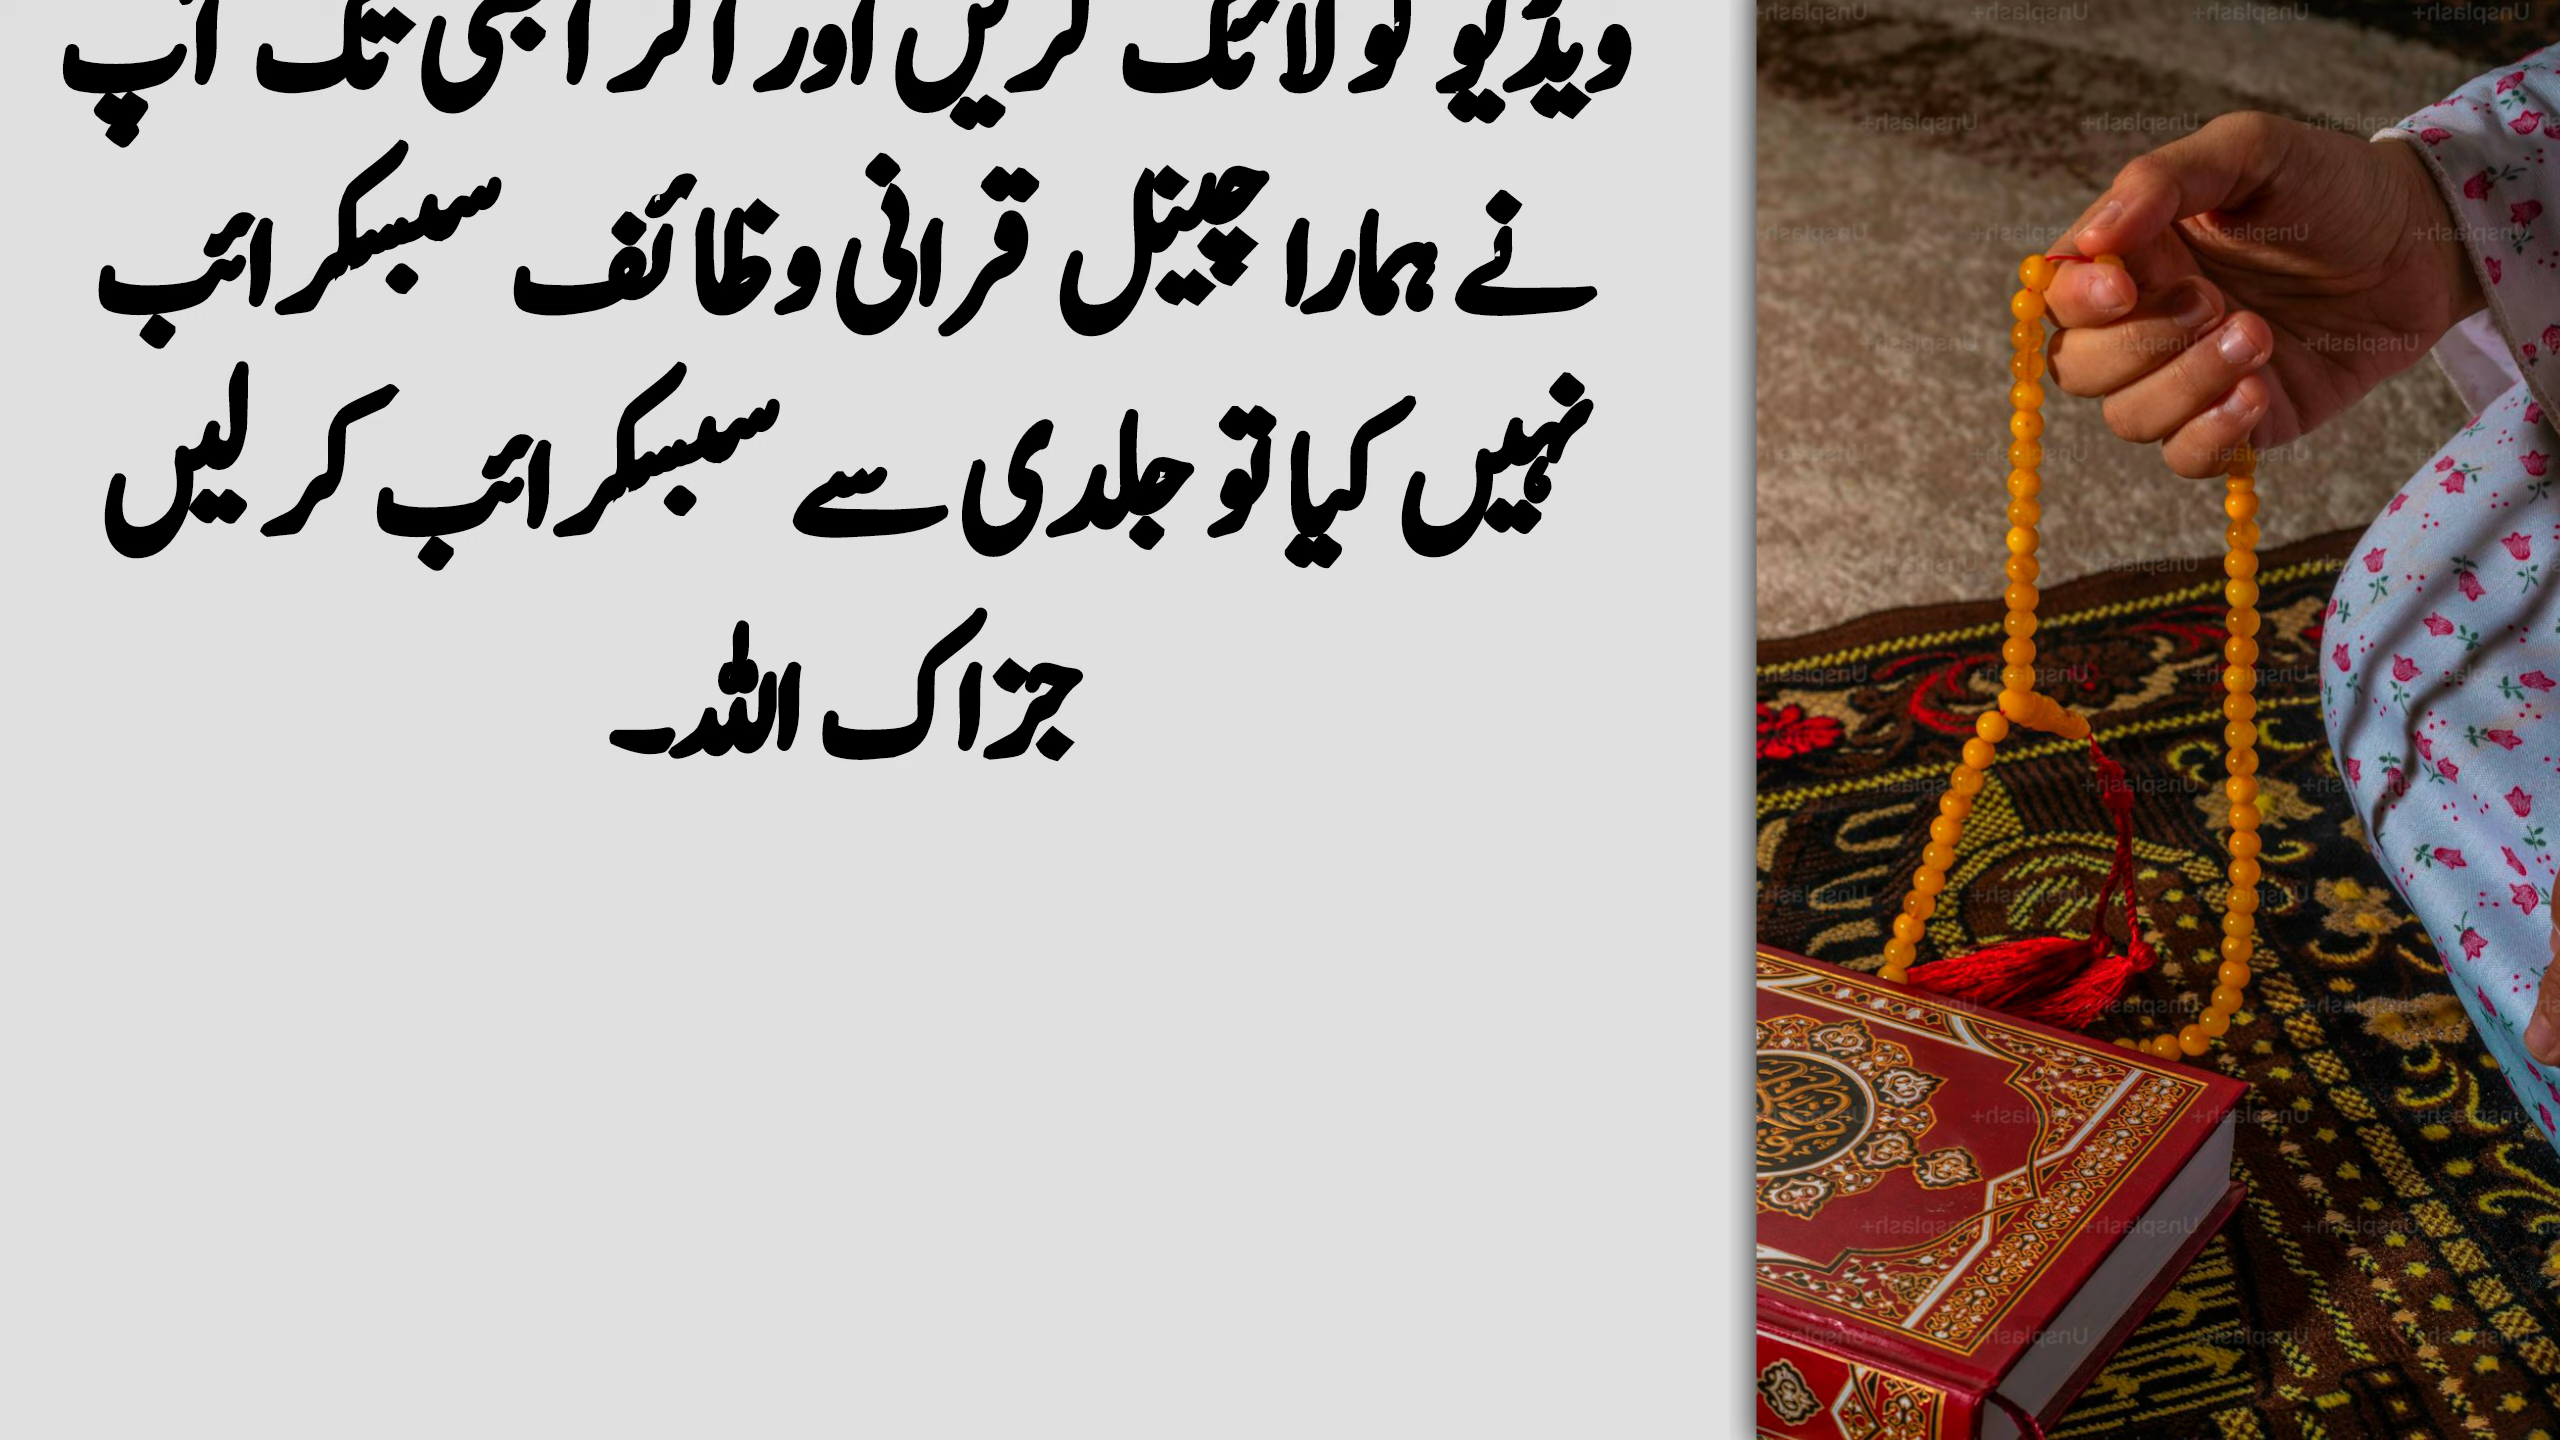 ویڈیو کو لائک کریں اور اگر ابھی تک آپ
نے ہمارا چینل قرانی وظائف سبسکرائب
نہیں کیا تو جلدی سے سبسکرائب کر لیں
جزاک اللہ۔